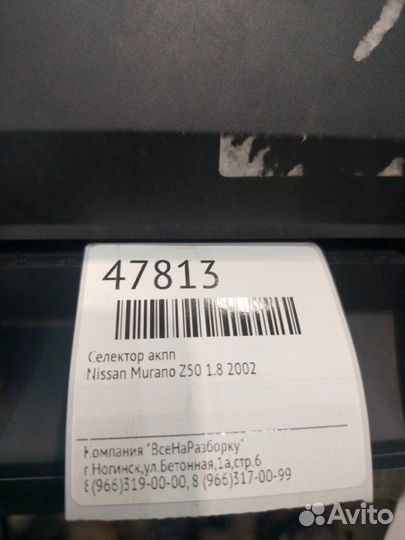 47813
Селектор акпп
Nissan Murano Z50 1.8 2002
Компания "ВсеНаРазборку"
г.Ногинск,ул.Бетонная,1а,стр.6
8(966)319-00-00, 8 (966)317-00-99
Avito